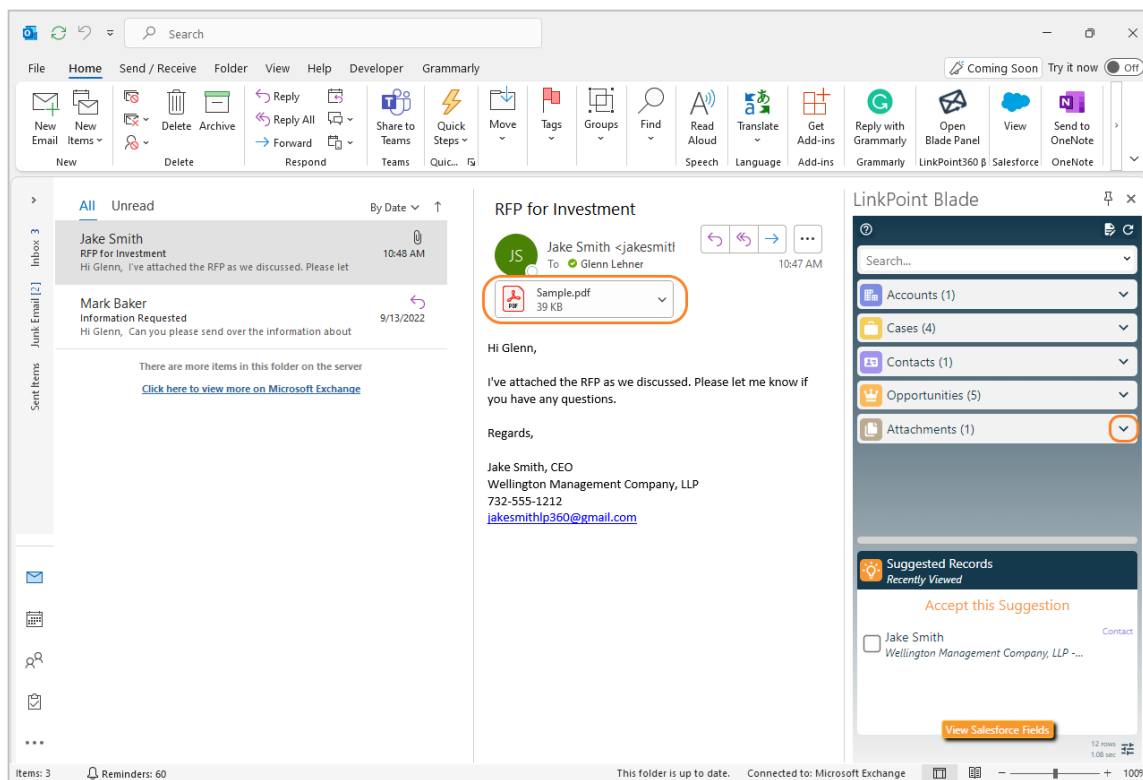 Search
File Home Send / Receive Folder View Help Developer Grammarly
Coming Soon Try it now Off
New Email
New Items
Delete
Archive
Reply
Reply All
Forward
Share to Teams
Quick Steps
Move
Tags
Groups
Find
Read Aloud
Translate
Get Add-ins
Reply with Grammarly
Open Blade Panel
View
Send to OneNote
New Delete Respond Teams Quic... Speech Language Add-ins Grammarly LinkPoint360 β Salesforce OneNote
Inbox 3
Junk Email [2]
Sent Items
All Unread By Date
Jake Smith
RFP for Investment 10:48 AM
Hi Glenn, I've attached the RFP as we discussed. Please let
Mark Baker
Information Requested 9/13/2022
Hi Glenn, Can you please send over the information about
There are more items in this folder on the server
Click here to view more on Microsoft Exchange
RFP for Investment
JS
Jake Smith <jakesmitl
To Glenn Lehner 10:47 AM
PDF
Sample.pdf
39 KB
Hi Glenn,
I've attached the RFP as we discussed. Please let me know if
you have any questions.
Regards,
Jake Smith, CEO
Wellington Management Company, LLP
732-555-1212
jakesmithlp360@gmail.com
LinkPoint Blade
Search...
Accounts (1)
Cases (4)
Contacts (1)
Opportunities (5)
Attachments (1)
Suggested Records
Recently Viewed
Accept this Suggestion
Contact
Jake Smith
Wellington Management Company, LLP -...
View Salesforce Fields
12 rows
1.08 sec
Items: 3 Reminders: 60 This folder is up to date. Connected to: Microsoft Exchange 100%